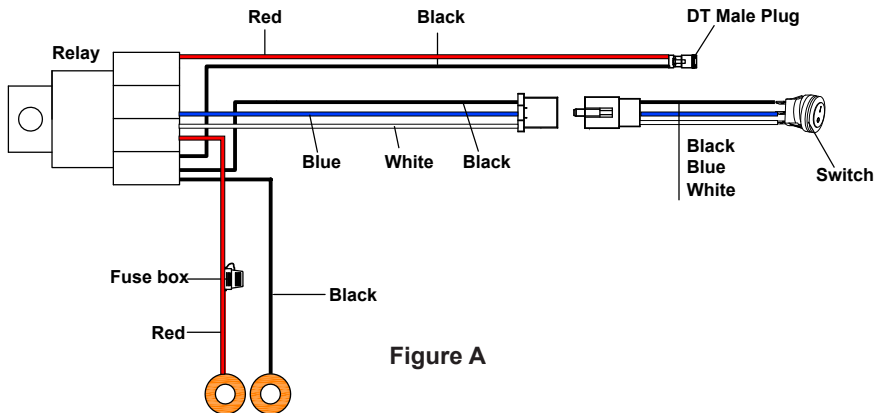 Red
Black
DT Male Plug
Relay
Blue
White
Black
Black
Blue
White
Switch
Fuse box
Black
Red
Figure A